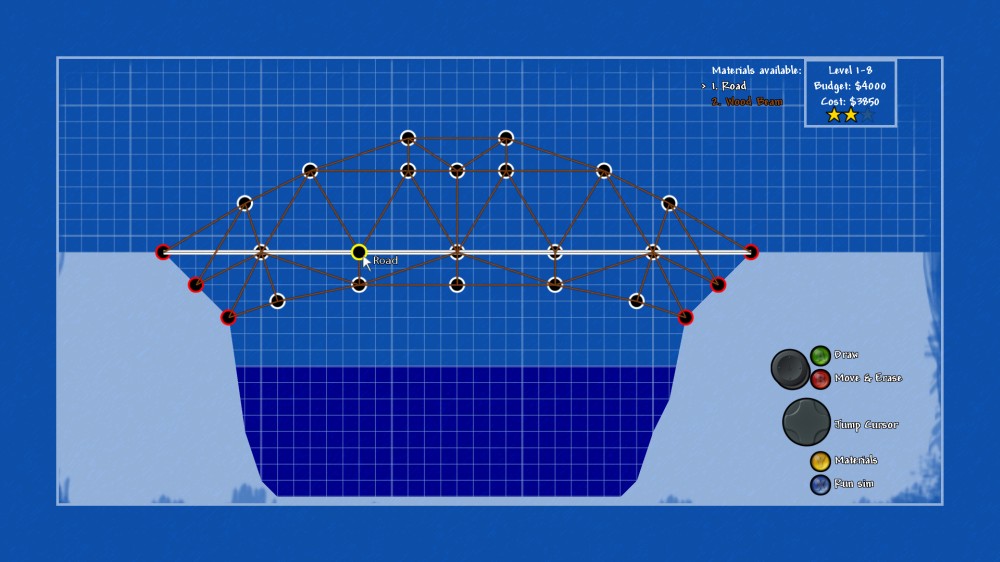 Materials available:
> 1. Road
2. Wood Beam
Level 1-8
Budget: $4000
Cost: $3850
Road
Draw
Move & Erase
Jump Cursor
Materials
Run sim